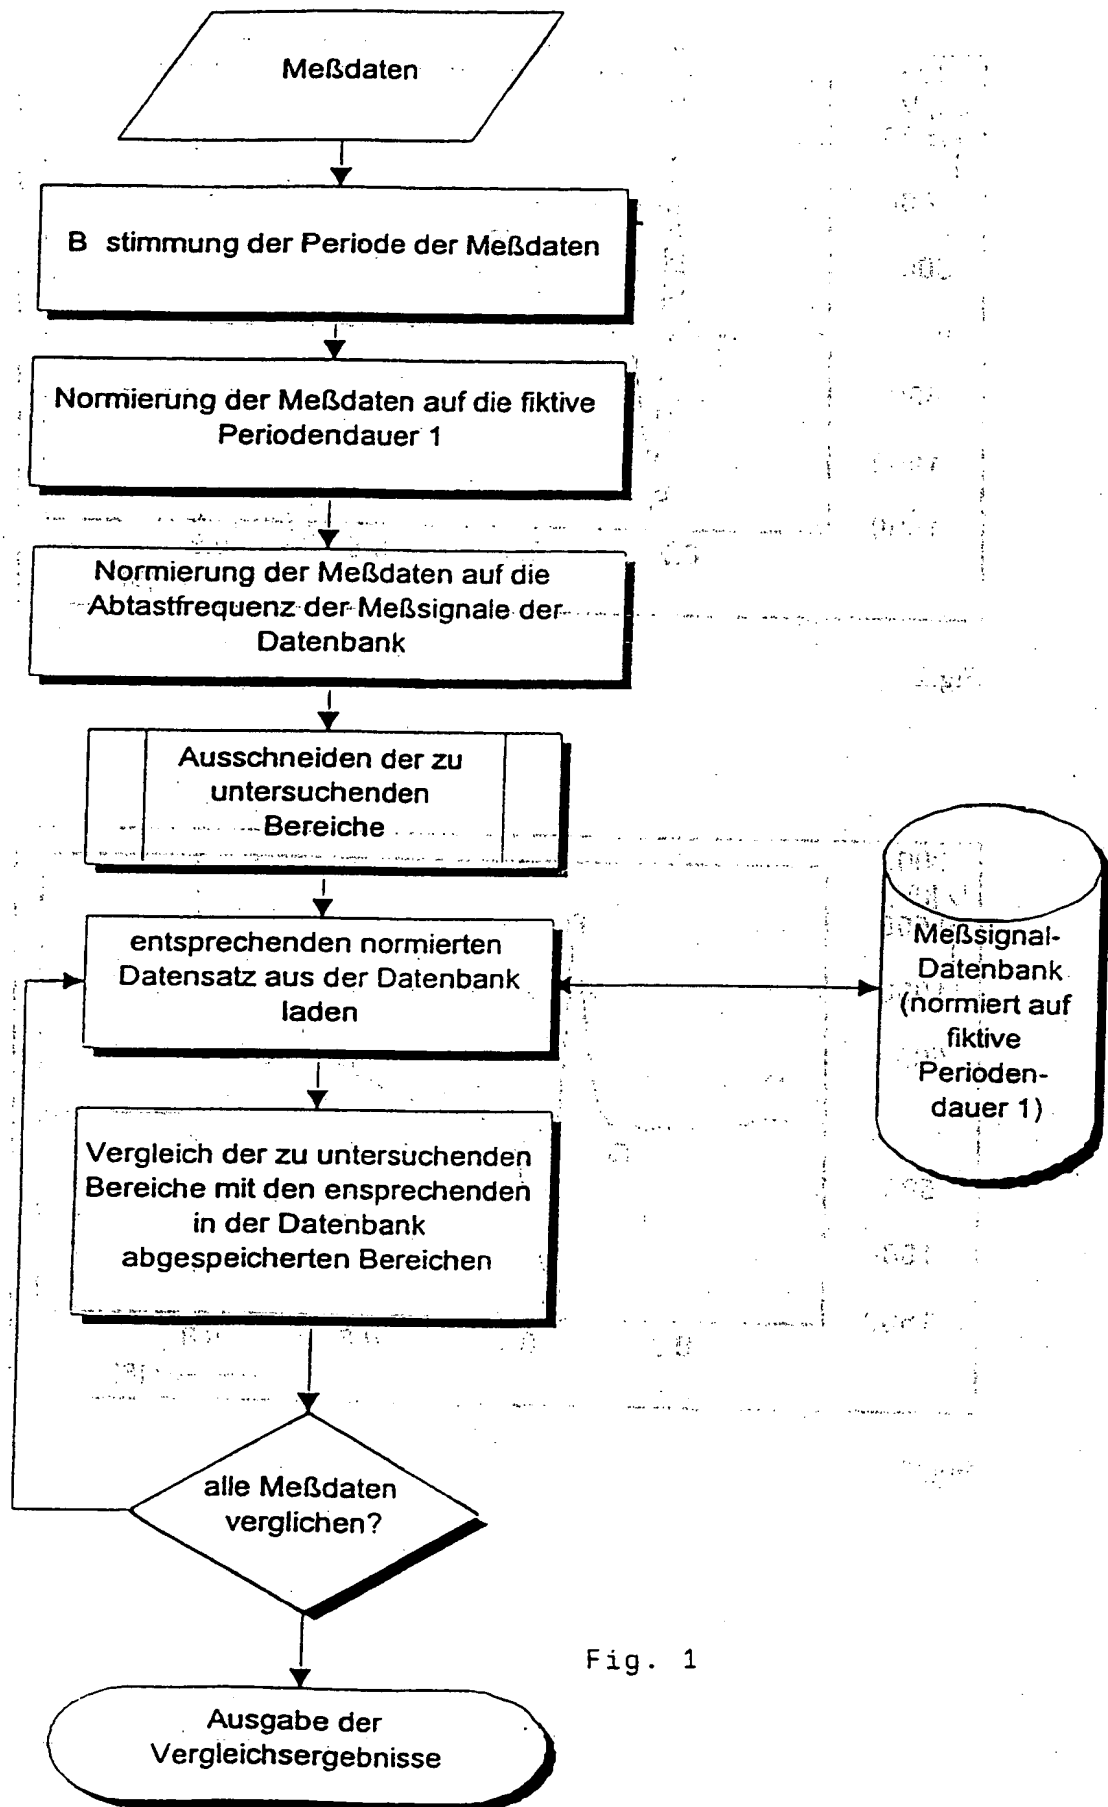 Meßdaten
B stimmung der Periode der Meßdaten
Normierung der Meßdaten auf die fiktive
Periodendauer 1
Normierung der Meßdaten auf die
Abtastfrequenz der Meßsignale der
Datenbank
Ausschneiden der zu
untersuchenden
Bereiche
entsprechenden normierten
Datensatz aus der Datenbank
laden
Meßsignal-
Datenbank
(normiert auf
fiktive
Perioden-
dauer 1)
Vergleich der zu untersuchenden
Bereiche mit den ensprechenden
in der Datenbank
abgespeicherten Bereichen
alle Meßdaten
verglichen?
Fig. 1
Ausgabe der
Vergleichsergebnisse